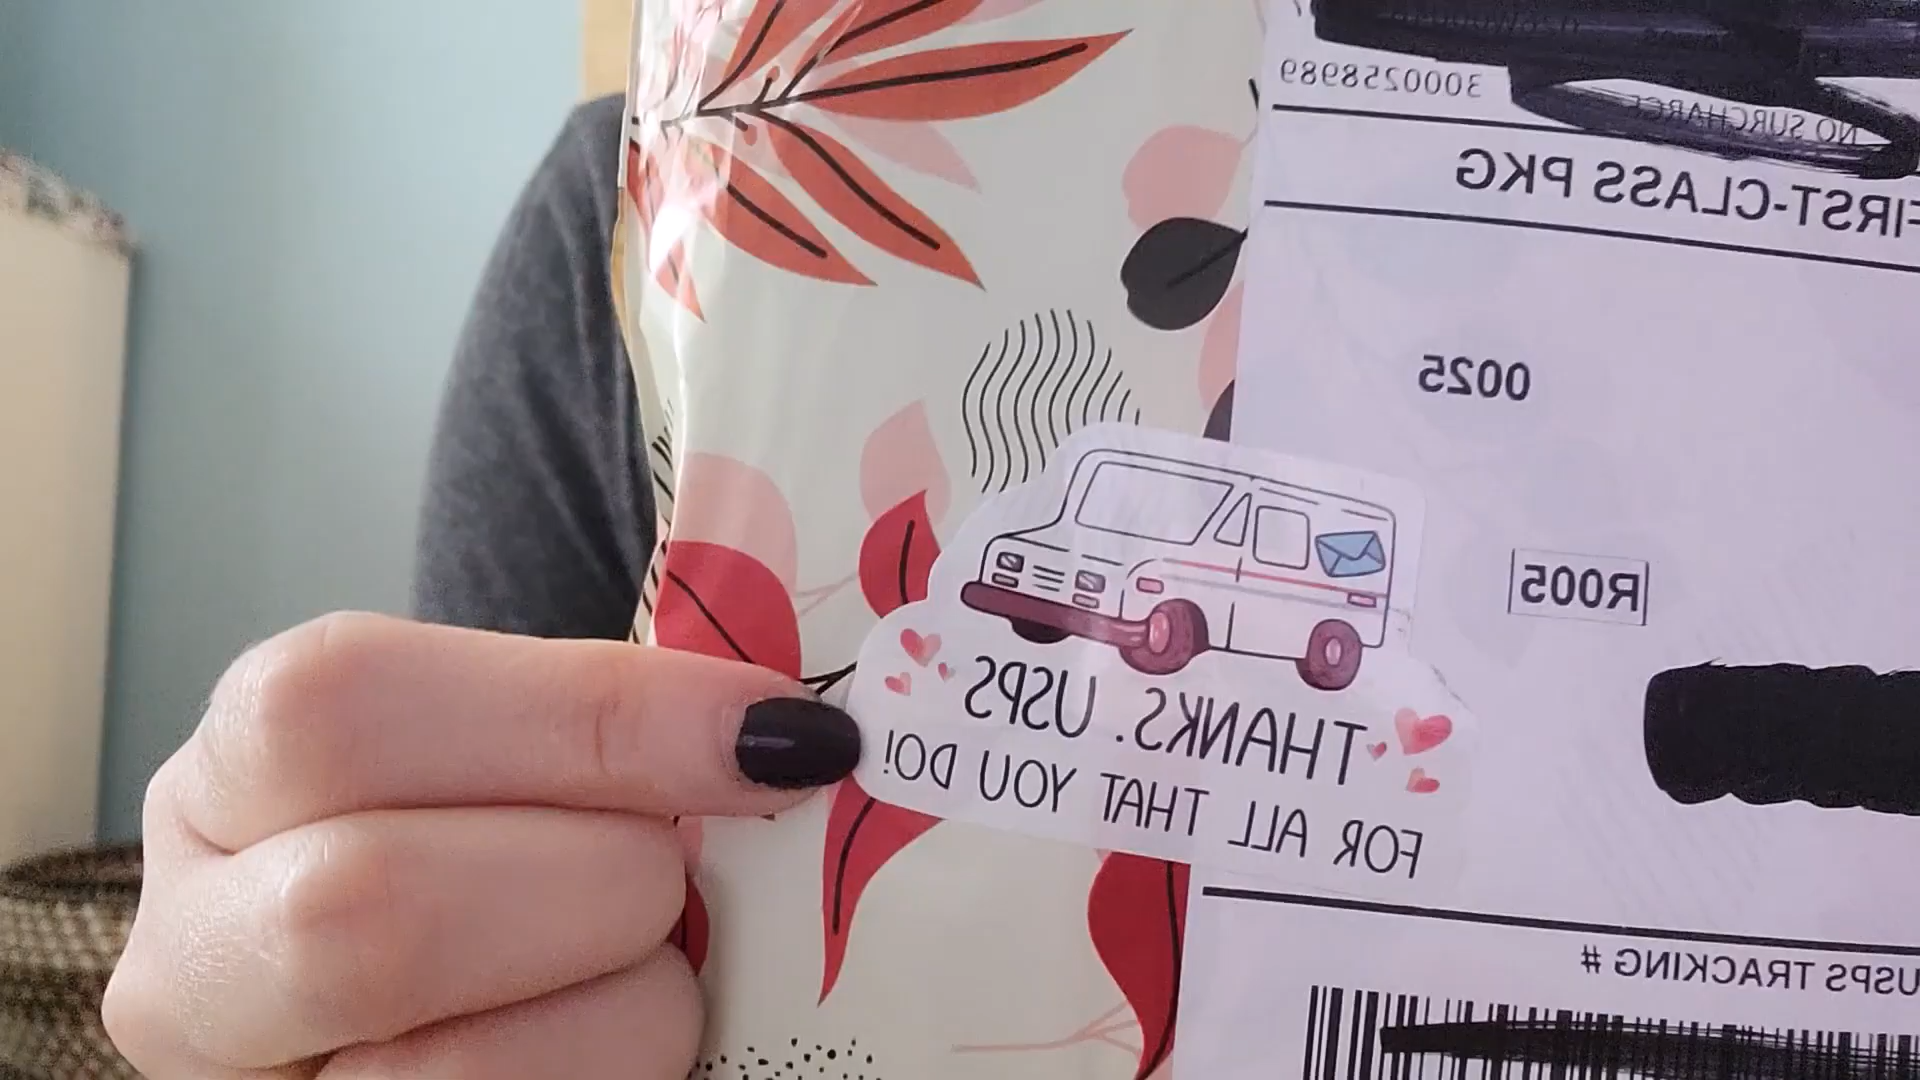 3000258989
NO SURCHARGE
FIRST-CLASS PKG
0025
R005
THANKS. USPS
FOR ALL THAT YOU DO!
USPS TRACKING #